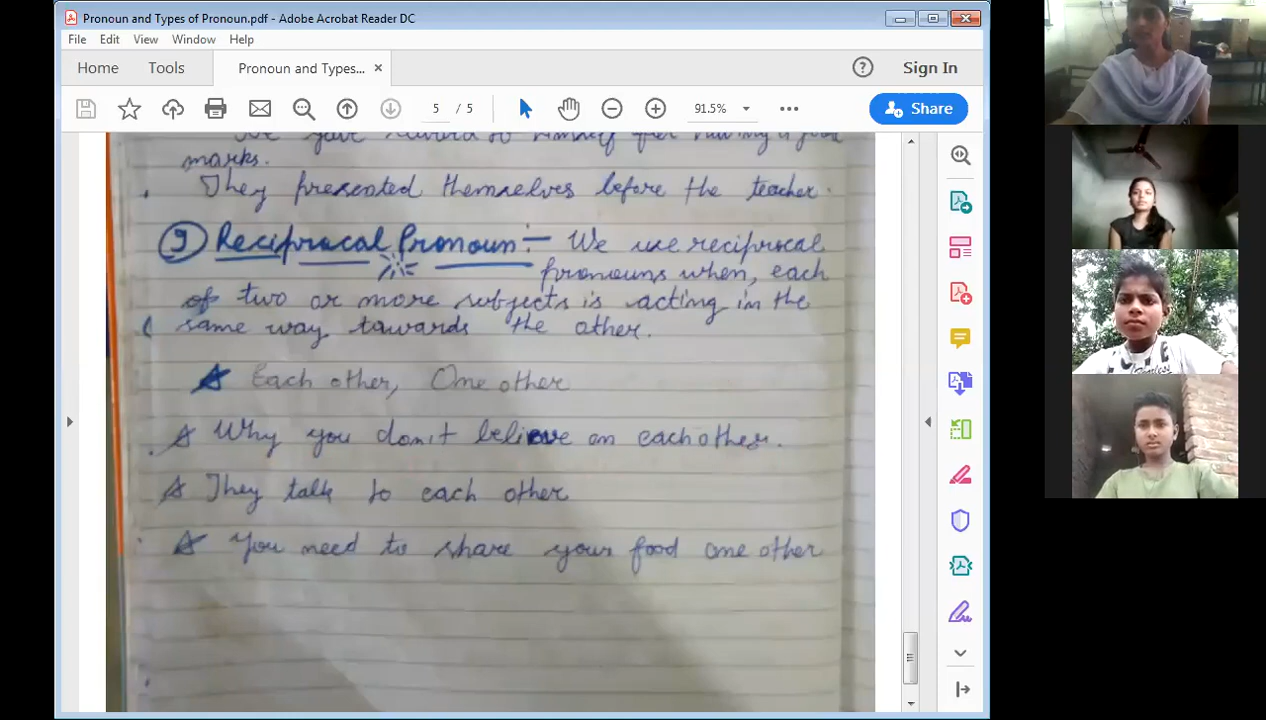 Pronoun and Types of Pronoun.pdf - Adobe Acrobat Reader DC
File Edit View Window Help
Home Tools Pronoun and Types... × Sign In
5 / 5 91.5% Share
himself after having a good
marks.
They presented themselves before the teacher.
9 Reciprocal Pronoun:- We use reciprocal
pronouns when, each
of two or more subjects is acting in the
same way towards the other.
Each other, One other
Why you don't believe on each other.
They talk to each other
You need to share your food one other